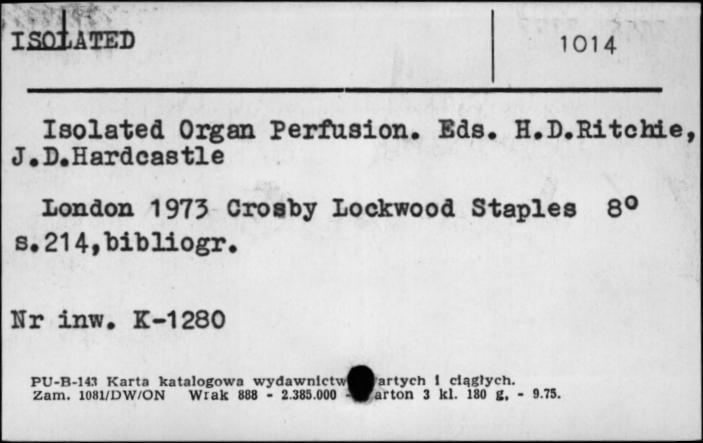 ISOLATED
1014
Isolated Organ Perfusion. Eds. H.D.Ritchie,
J.D.Hardcastle
London 1973 Crosby Lockwood Staples 8º
s.214,bibliogr.
Nr inw. K-1280
PU-B-143 Karta katalogowa wydawnictw artych i ciągłych.
Zam. 1081/DW/ON Wrak 888 - 2.385.000 - arton 3 kl. 180 g, - 9.75.